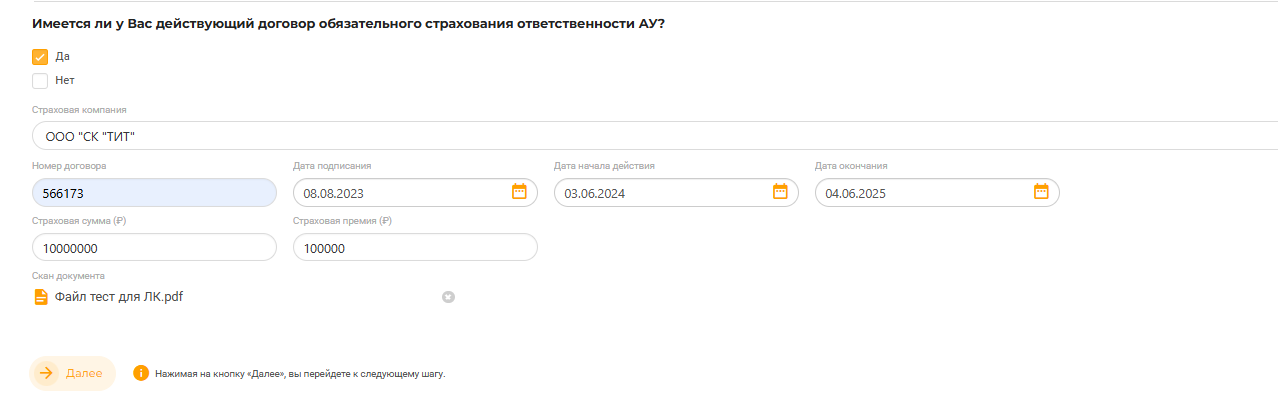 Имеется ли у Вас действующий договор обязательного страхования ответственности АУ?
Да
Нет
Страховая компания
ООО "СК "ТИТ"
Номер договора Дата подписания Дата начала действия Дата окончания
566173 08.08.2023 03.06.2024 04.06.2025
Страховая сумма (₽) Страховая премия (₽)
10000000 100000
Скан документа
Файл тест для ЛК.pdf
Далее Нажимая на кнопку «Далее», вы перейдете к следующему шагу.